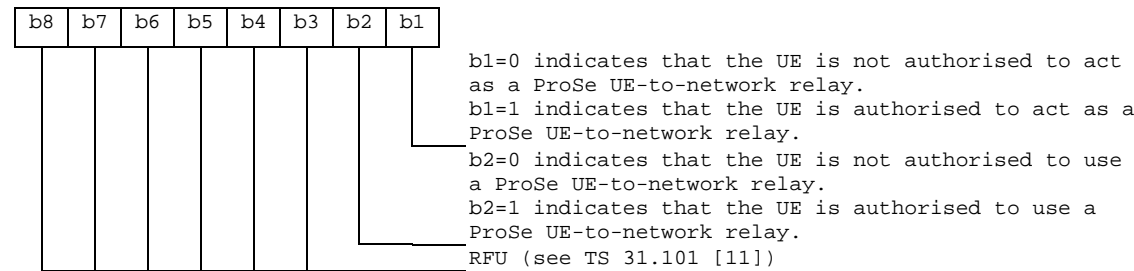 b8 b7 b6 b5 b4 b3 b2 b1
b1=0 indicates that the UE is not authorised to act
as a ProSe UE-to-network relay.
b1=1 indicates that the UE is authorised to act as a
ProSe UE-to-network relay.
b2=0 indicates that the UE is not authorised to use
a ProSe UE-to-network relay.
b2=1 indicates that the UE is authorised to use a
ProSe UE-to-network relay.
RFU (see TS 31.101 [11])